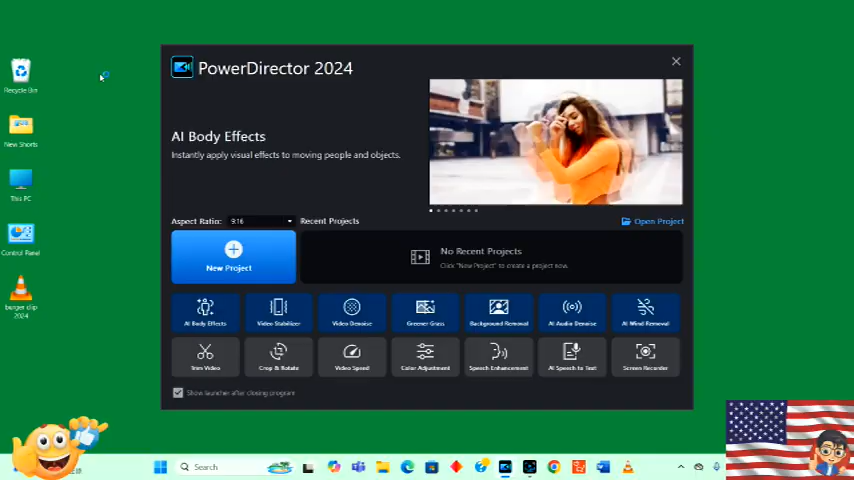 PowerDirector 2024
AI Body Effects
Instantly apply visual effects to moving people and objects.
Aspect Ratio: 9:16
Recent Projects
Open Project
New Project
No Recent Projects
Click "New Project" to create a project now.
AI Body Effects
Video Stabilizer
Video Denoise
Greener Grass
Background Removal
AI Audio Denoise
AI Wind Removal
Trim Video
Crop & Rotate
Video Speed
Color Adjustment
Speech Enhancement
AI Speech to Text
Screen Recorder
Show launcher after closing program
Recycle Bin
New Shorts
This PC
Control Panel
burger clip
2024
Search